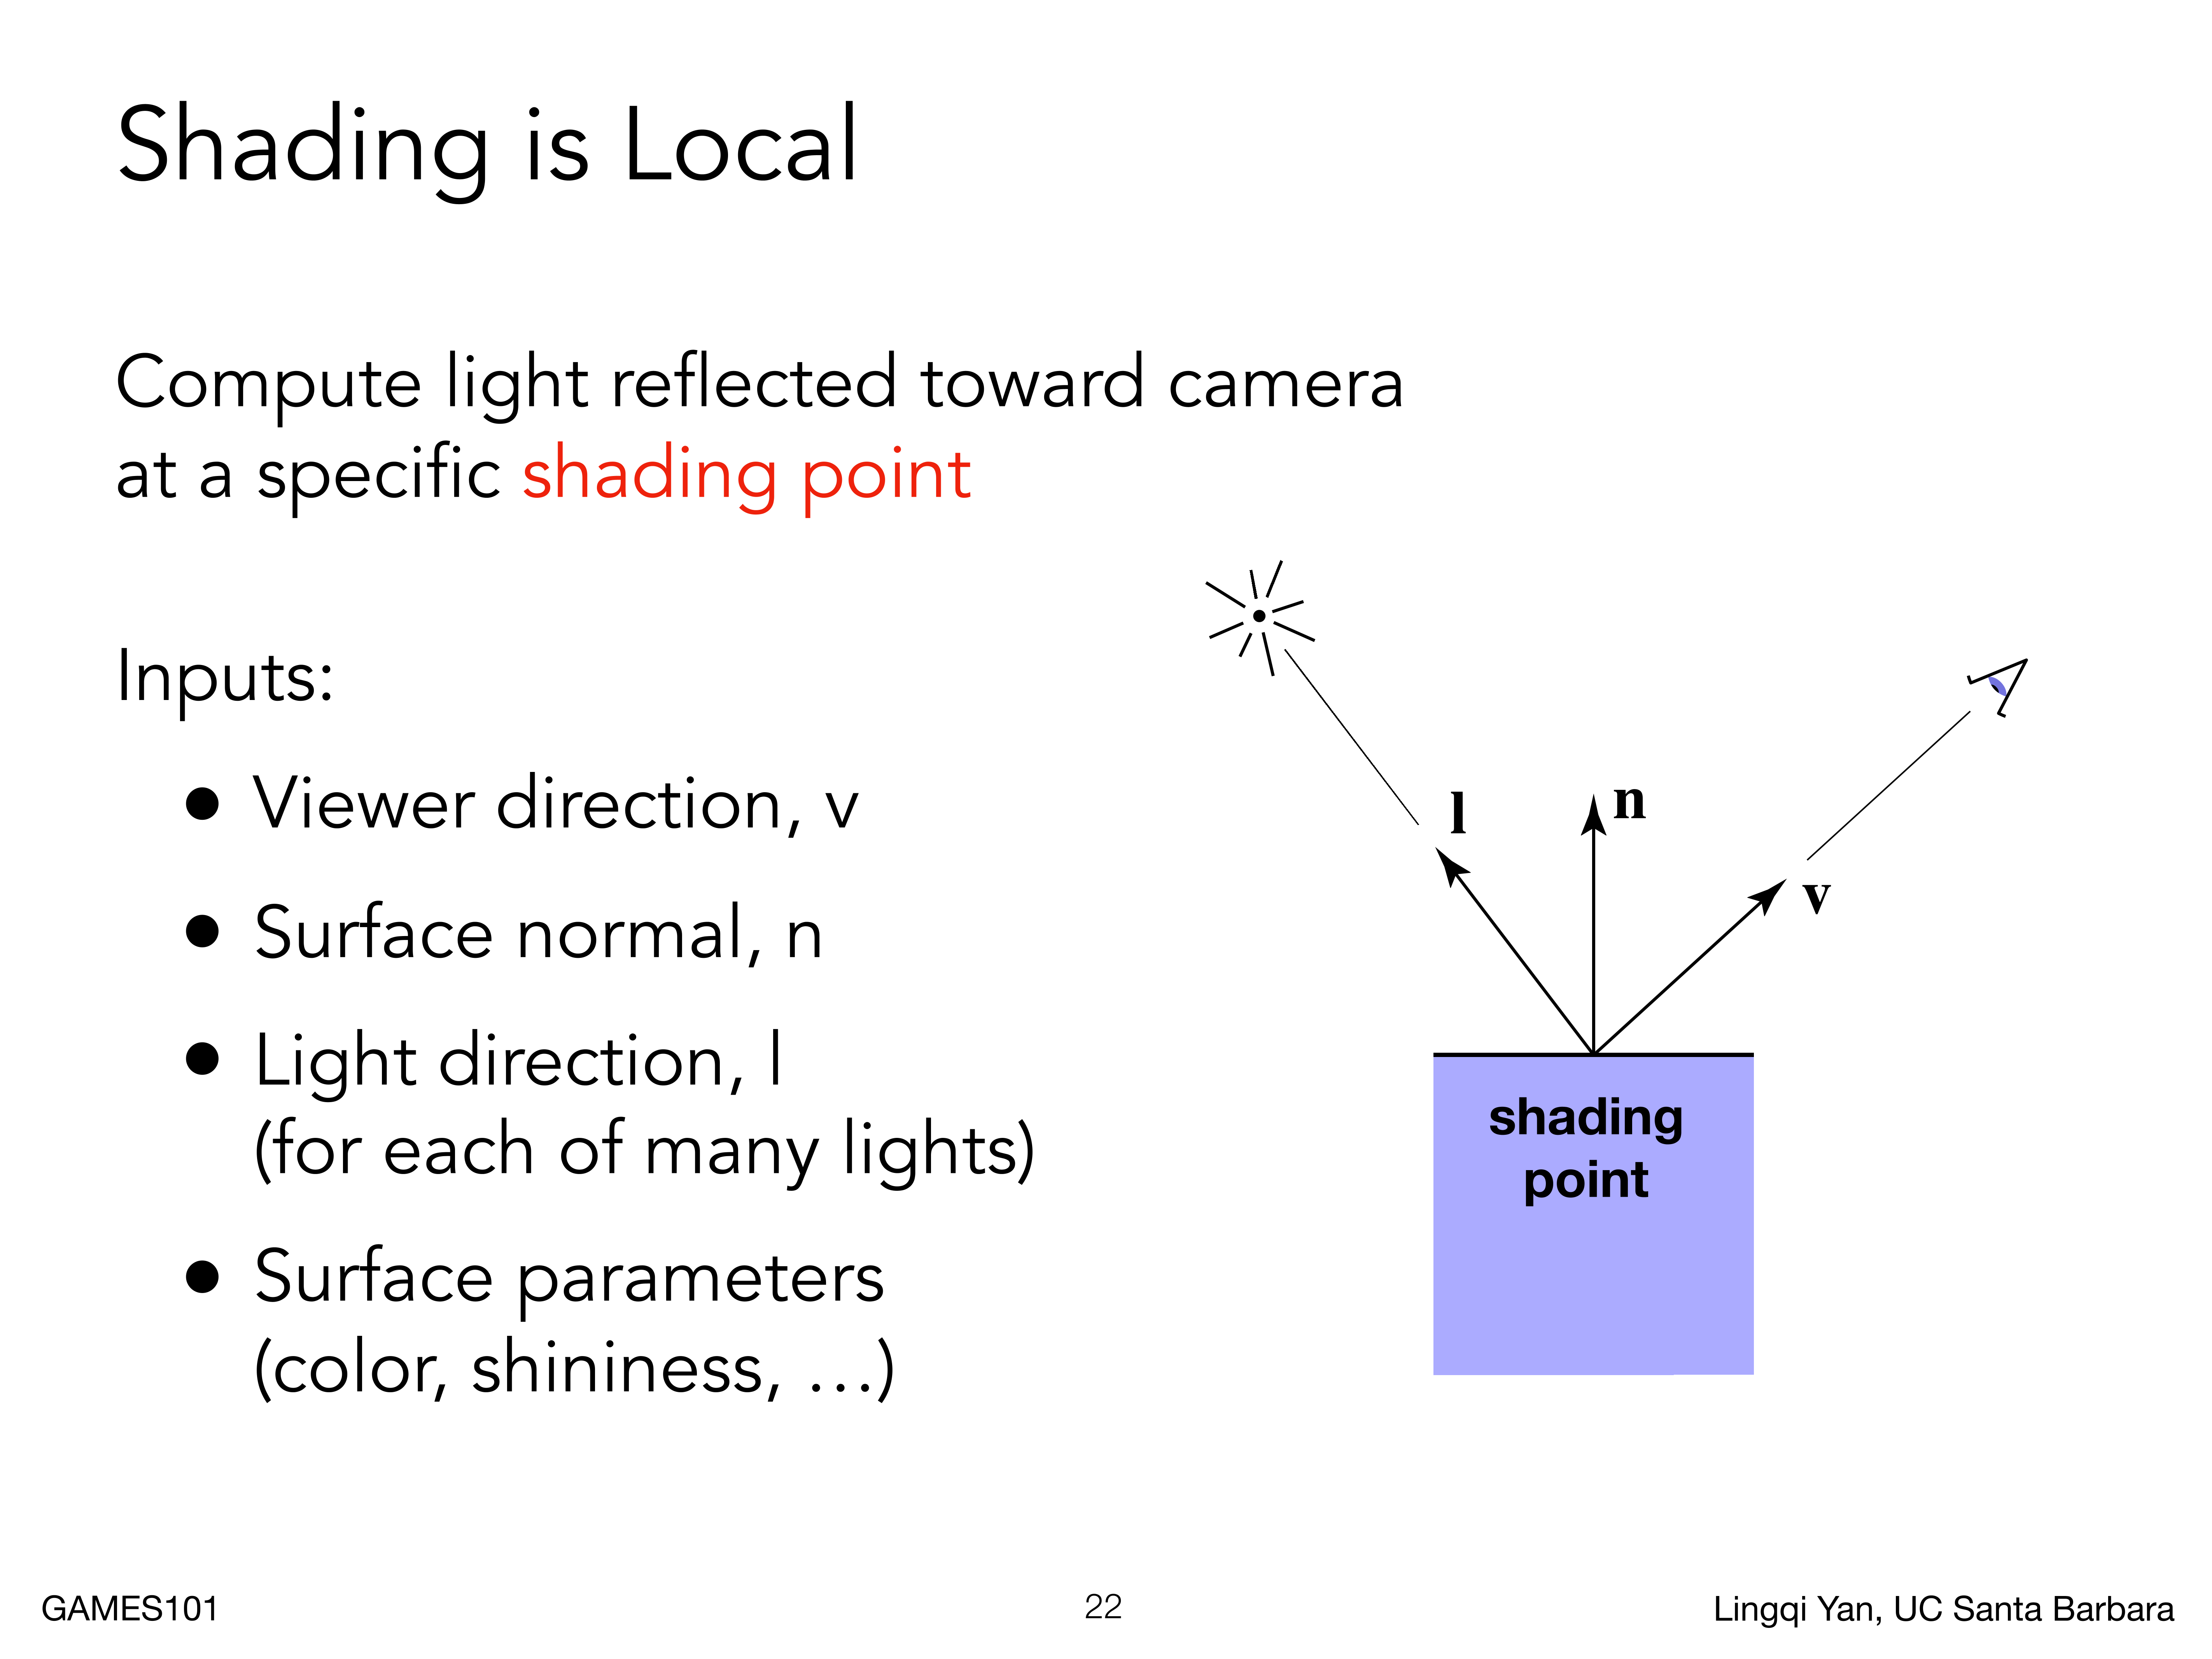 Shading is Local
Compute light reflected toward camera
at a specific shading point
Inputs:
• Viewer direction, v
• Surface normal, n
• Light direction, l
(for each of many lights)
• Surface parameters
(color, shininess, …)
l
n
v
shading
point
GAMES101
22
Lingqi Yan, UC Santa Barbara